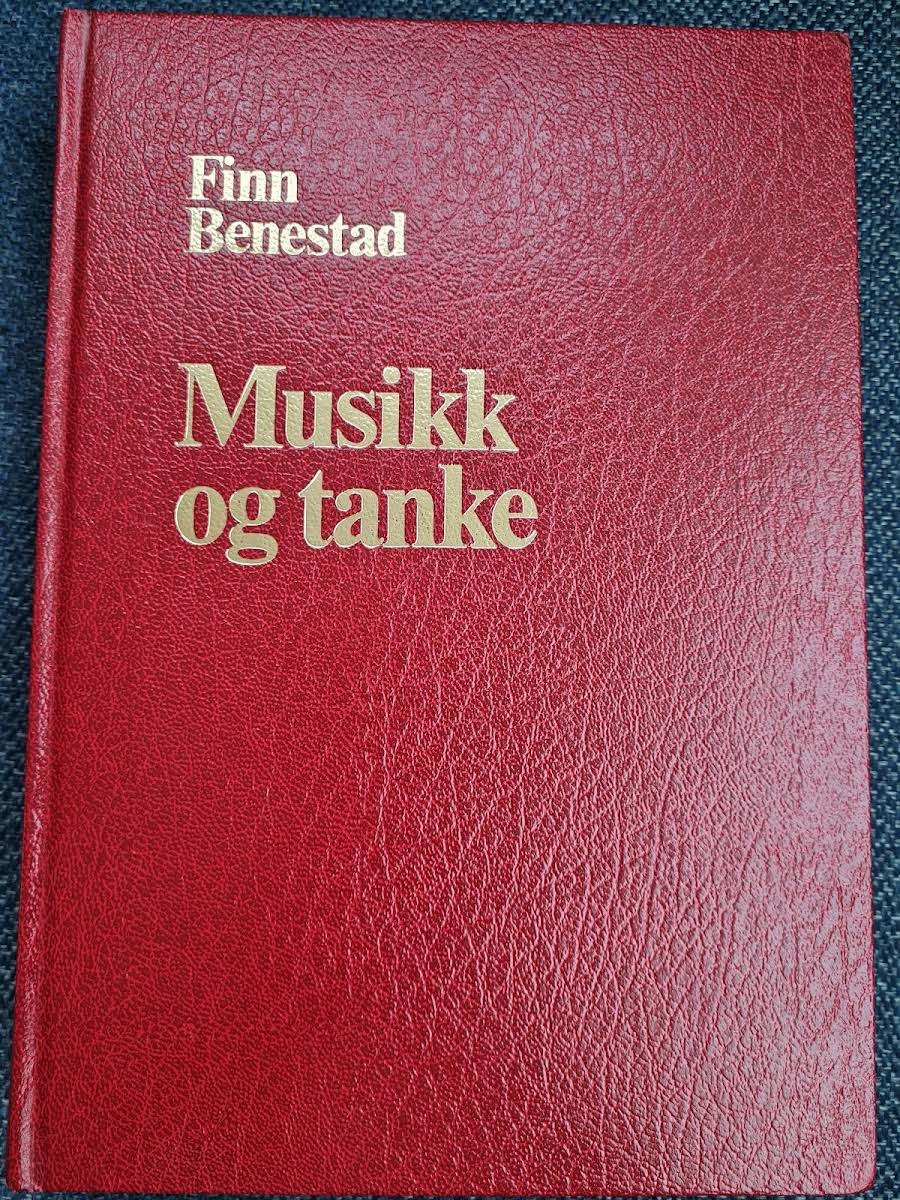 Finn
Benestad
Musikk
og tanke